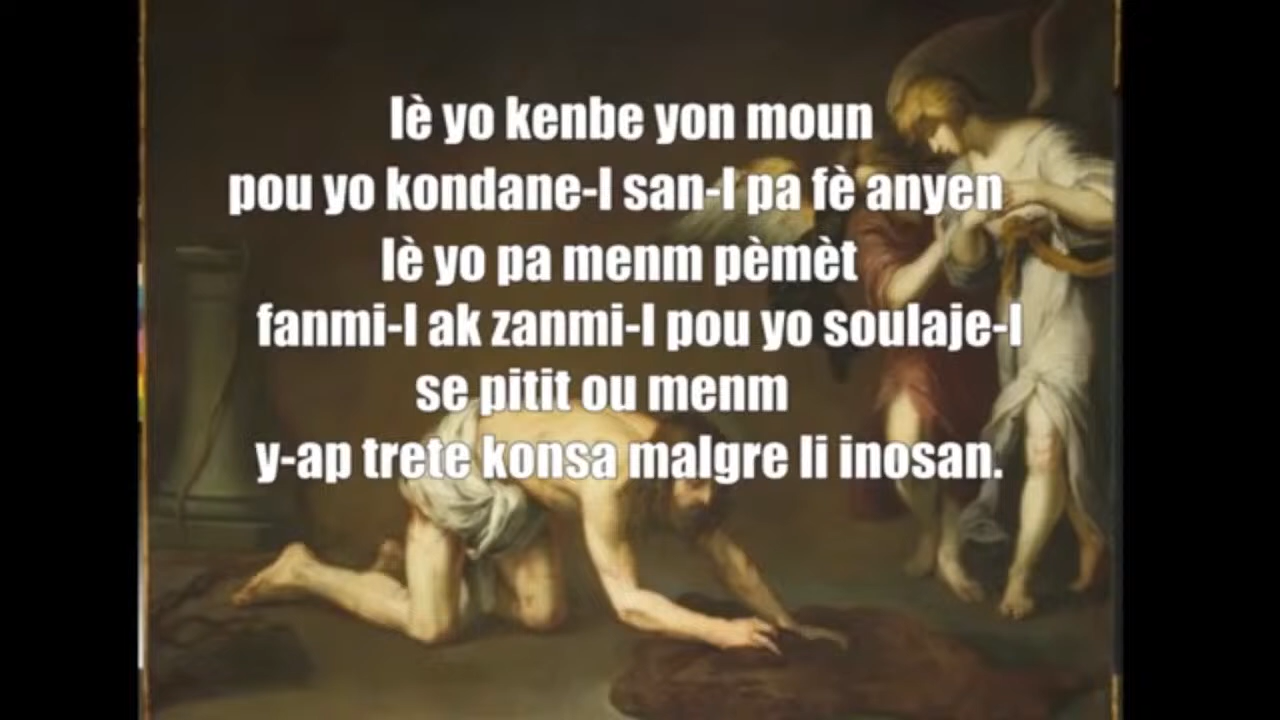 lè yo kenbe yon moun
pou yo kondane-l san-l pa fè anyen
lè yo pa menm pèmèt
fanmi-l ak zanmi-l pou yo soulaje-l
se pitit ou menm
y-ap trete konsa malgre li inosan.